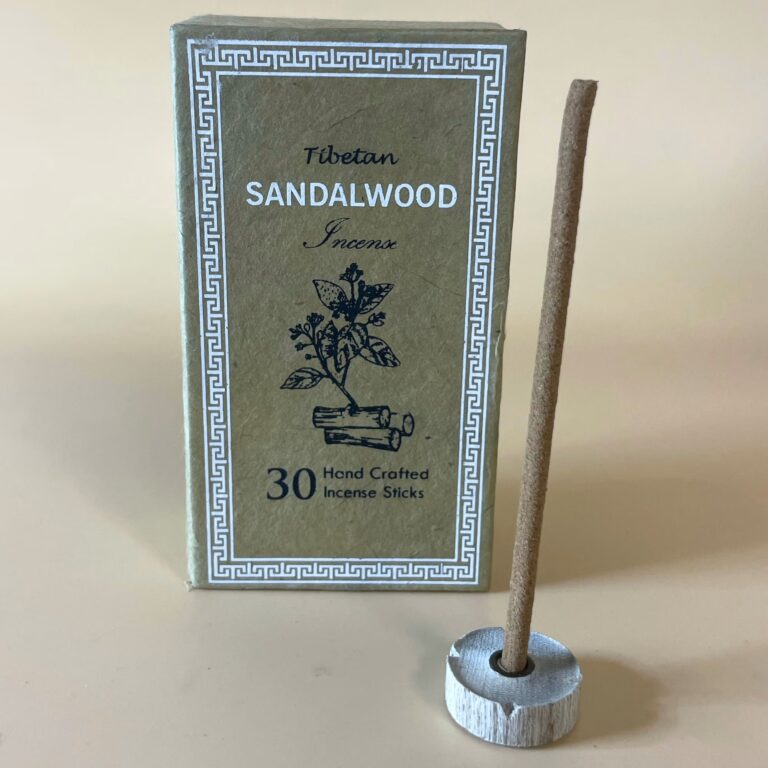 Tibetan
SANDALWOOD
Incense
30 Hand Crafted
Incense Sticks